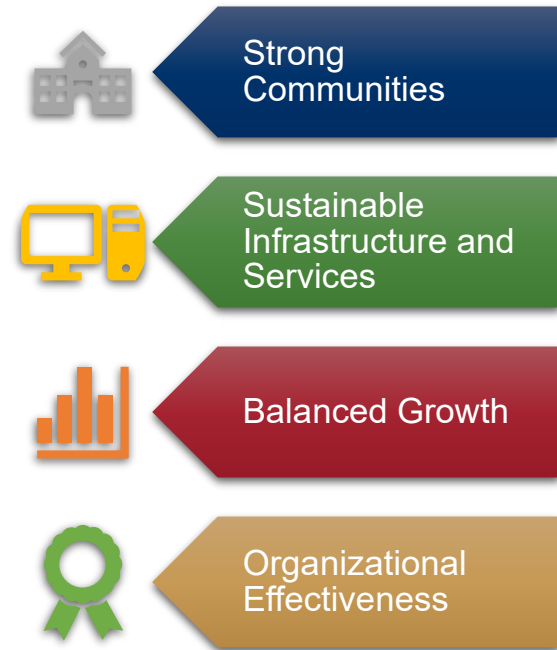 Strong
Communities
Sustainable
Infrastructure and
Services
Balanced Growth
Organizational
Effectiveness